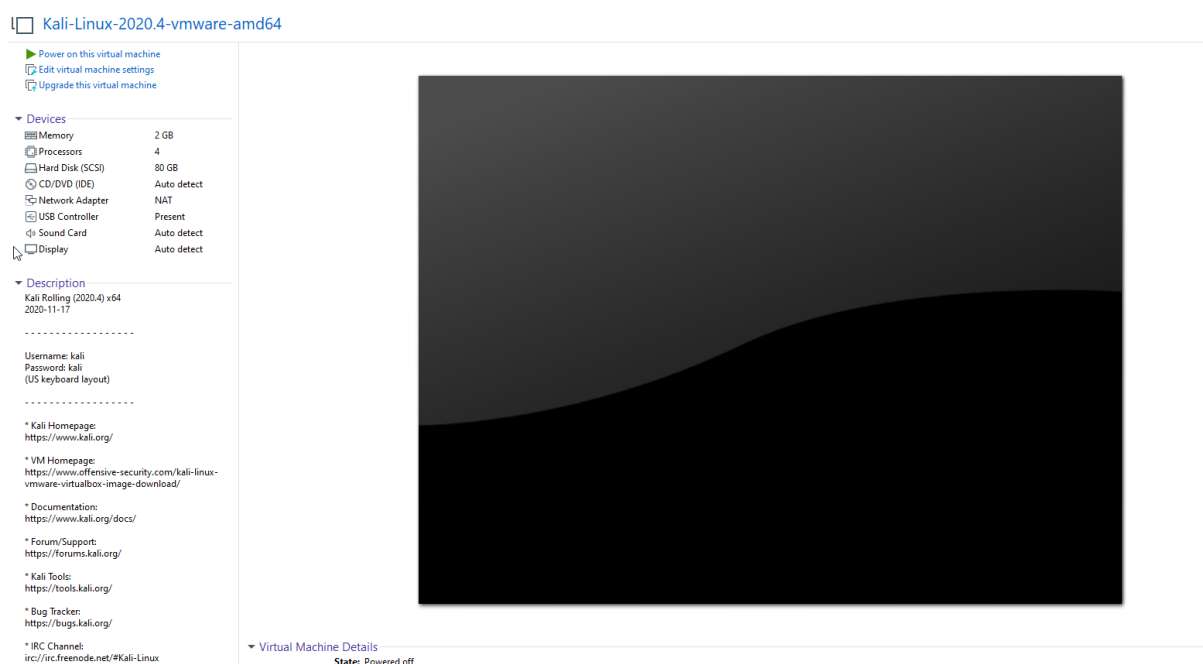 Kali-Linux-2020.4-vmware-amd64
Power on this virtual machine
Edit virtual machine settings
Upgrade this virtual machine
Devices
Memory 2 GB
Processors 4
Hard Disk (SCSI) 80 GB
CD/DVD (IDE) Auto detect
Network Adapter NAT
USB Controller Present
Sound Card Auto detect
Display Auto detect
Description
Kali Rolling (2020.4) x64
2020-11-17
- - - - - - - - - - - - - - - - - -
Username: kali
Password: kali
(US keyboard layout)
- - - - - - - - - - - - - - - - - -
* Kali Homepage:
https://www.kali.org/
* VM Homepage:
https://www.offensive-security.com/kali-linux-
vmware-virtualbox-image-download/
* Documentation:
https://www.kali.org/docs/
* Forum/Support:
https://forums.kali.org/
* Kali Tools:
https://tools.kali.org/
* Bug Tracker:
https://bugs.kali.org/
* IRC Channel:
irc://irc.freenode.net/#Kali-Linux
Virtual Machine Details
State: Powered off